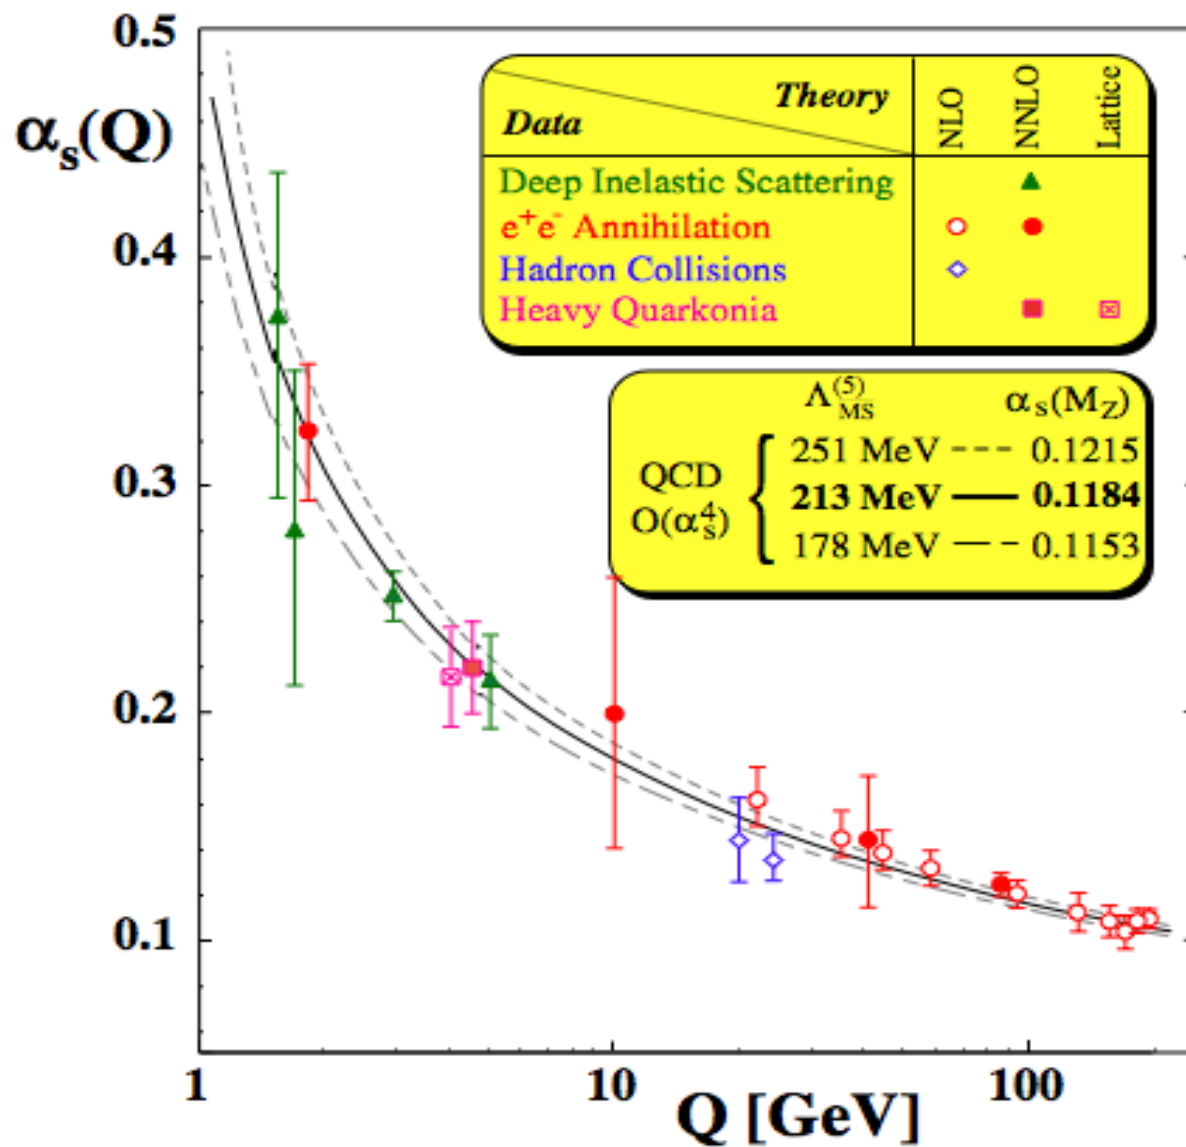 0.5
0.4
0.3
0.2
0.1
αₛ(Q)
Theory
Data
NLO
NNLO
Lattice
Deep Inelastic Scattering
e⁺e⁻ Annihilation
Hadron Collisions
Heavy Quarkonia
Λ_MS^(5) αₛ(M_Z)
QCD
O(αₛ⁴)
251 MeV 0.1215
213 MeV 0.1184
178 MeV 0.1153
1 10 100
Q [GeV]